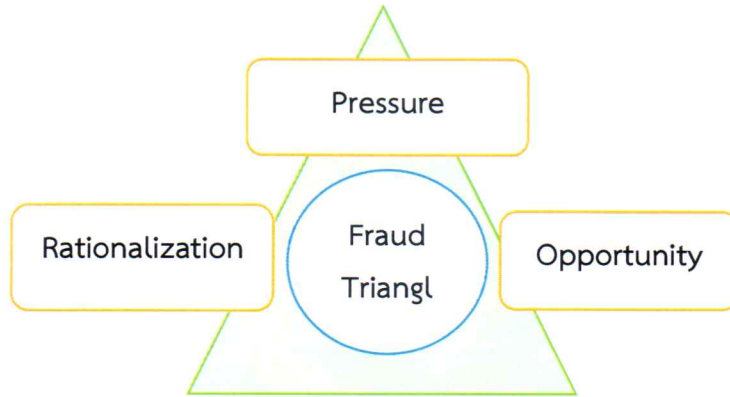 Pressure
Rationalization
Fraud
Triangl
Opportunity